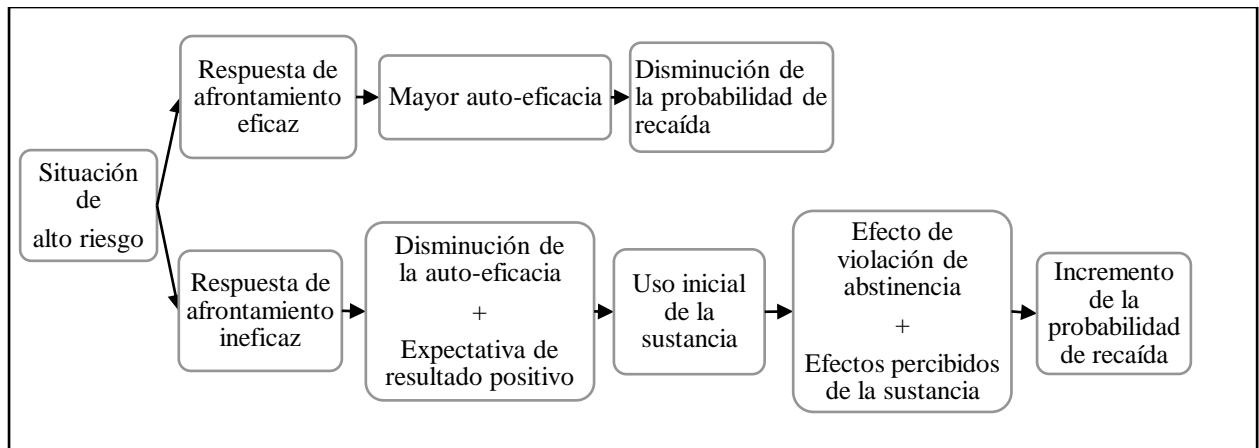 Situación
de
alto riesgo
Respuesta de
afrontamiento
eficaz
Mayor auto-eficacia
Disminución de
la probabilidad de
recaída
Respuesta de
afrontamiento
ineficaz
Disminución de
la auto-eficacia
+
Expectativa de
resultado positivo
Uso inicial
de la
sustancia
Efecto de
violación de
abstinencia
+
Efectos percibidos
de la sustancia
Incremento
de la
probabilidad
de recaída